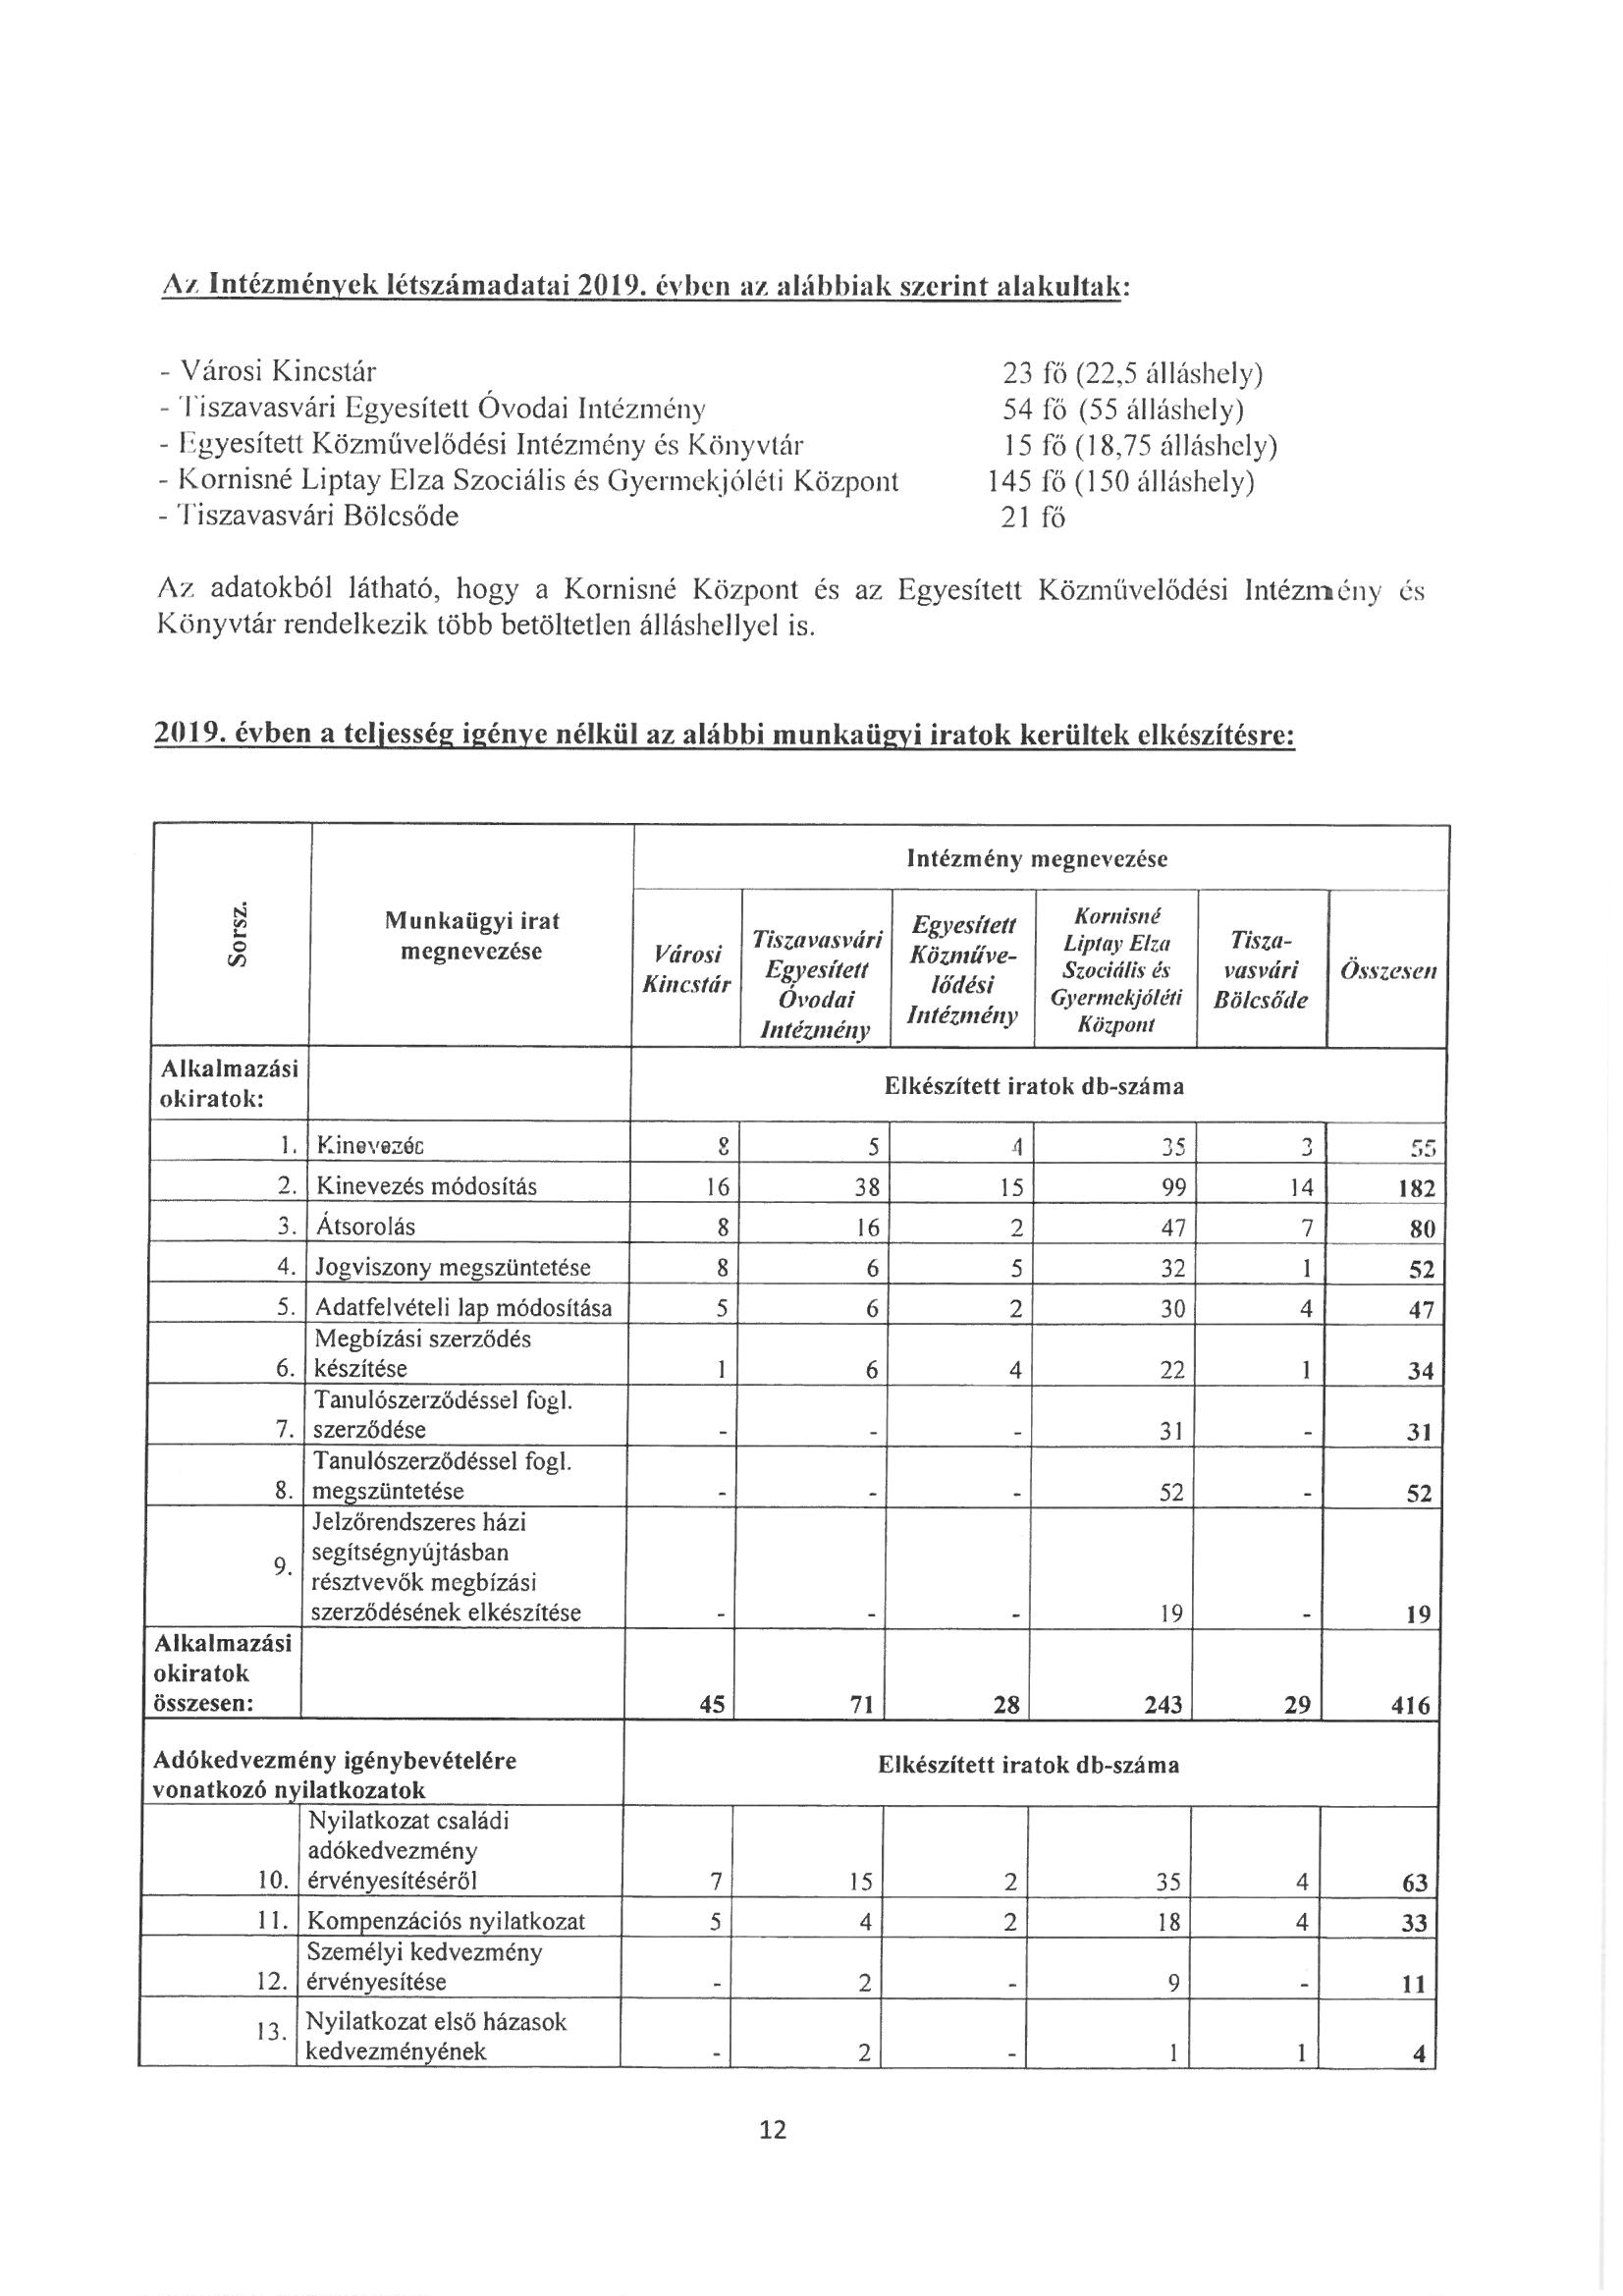 Az Intézmények létszámadatai 2019. évben az alábbiak szerint alakultak:
- Városi Kincstár 23 fő (22,5 álláshely)
- Tiszavasvári Egyesített Óvodai Intézmény 54 fő (55 álláshely)
- Egyesített Közművelődési Intézmény és Könyvtár 15 fő (18,75 álláshely)
- Kornisné Liptay Elza Szociális és Gyermekjóléti Központ 145 fő (150 álláshely)
- Tiszavasvári Bölcsőde 21 fő
Az adatokból látható, hogy a Kornisné Központ és az Egyesített Közművelődési Intézmény és
Könyvtár rendelkezik több betöltetlen álláshellyel is.
2019. évben a teljesség igénye nélkül az alábbi munkaügyi iratok kerültek elkészítésre:
Sorsz.
Munkaügyi irat
megnevezése
Intézmény megnevezése
Városi
Kincstár
Tiszavasvári
Egyesített
Óvodai
Intézmény
Egyesített
Közműve-
lődési
Intézmény
Kornisné
Liptay Elza
Szociális és
Gyermekjóléti
Központ
Tisza-
vasvári
Bölcsőde
Összesen
Alkalmazási
okiratok:
Elkészített iratok db-száma
1. Kinevezés 8 5 4 35 3 55
2. Kinevezés módosítás 16 38 15 99 14 182
3. Átsorolás 8 16 2 47 7 80
4. Jogviszony megszüntetése 8 6 5 32 1 52
5. Adatfelvételi lap módosítása 5 6 2 30 4 47
Megbízási szerződés
6. készítése 1 6 4 22 1 34
Tanulószerződéssel fogl.
7. szerződése - - - 31 - 31
Tanulószerződéssel fogl.
8. megszüntetése - - - 52 - 52
Jelzőrendszeres házi
9. segítségnyújtásban
résztvevők megbízási
szerződésének elkészítése - - - 19 - 19
Alkalmazási
okiratok
összesen: 45 71 28 243 29 416
Adókedvezmény igénybevételére
vonatkozó nyilatkozatok
Elkészített iratok db-száma
Nyilatkozat családi
adókedvezmény
10. érvényesítéséről 7 15 2 35 4 63
11. Kompenzációs nyilatkozat 5 4 2 18 4 33
Személyi kedvezmény
12. érvényesítése - 2 - 9 - 11
13. Nyilatkozat első házasok
kedvezményének - 2 - 1 1 4
12